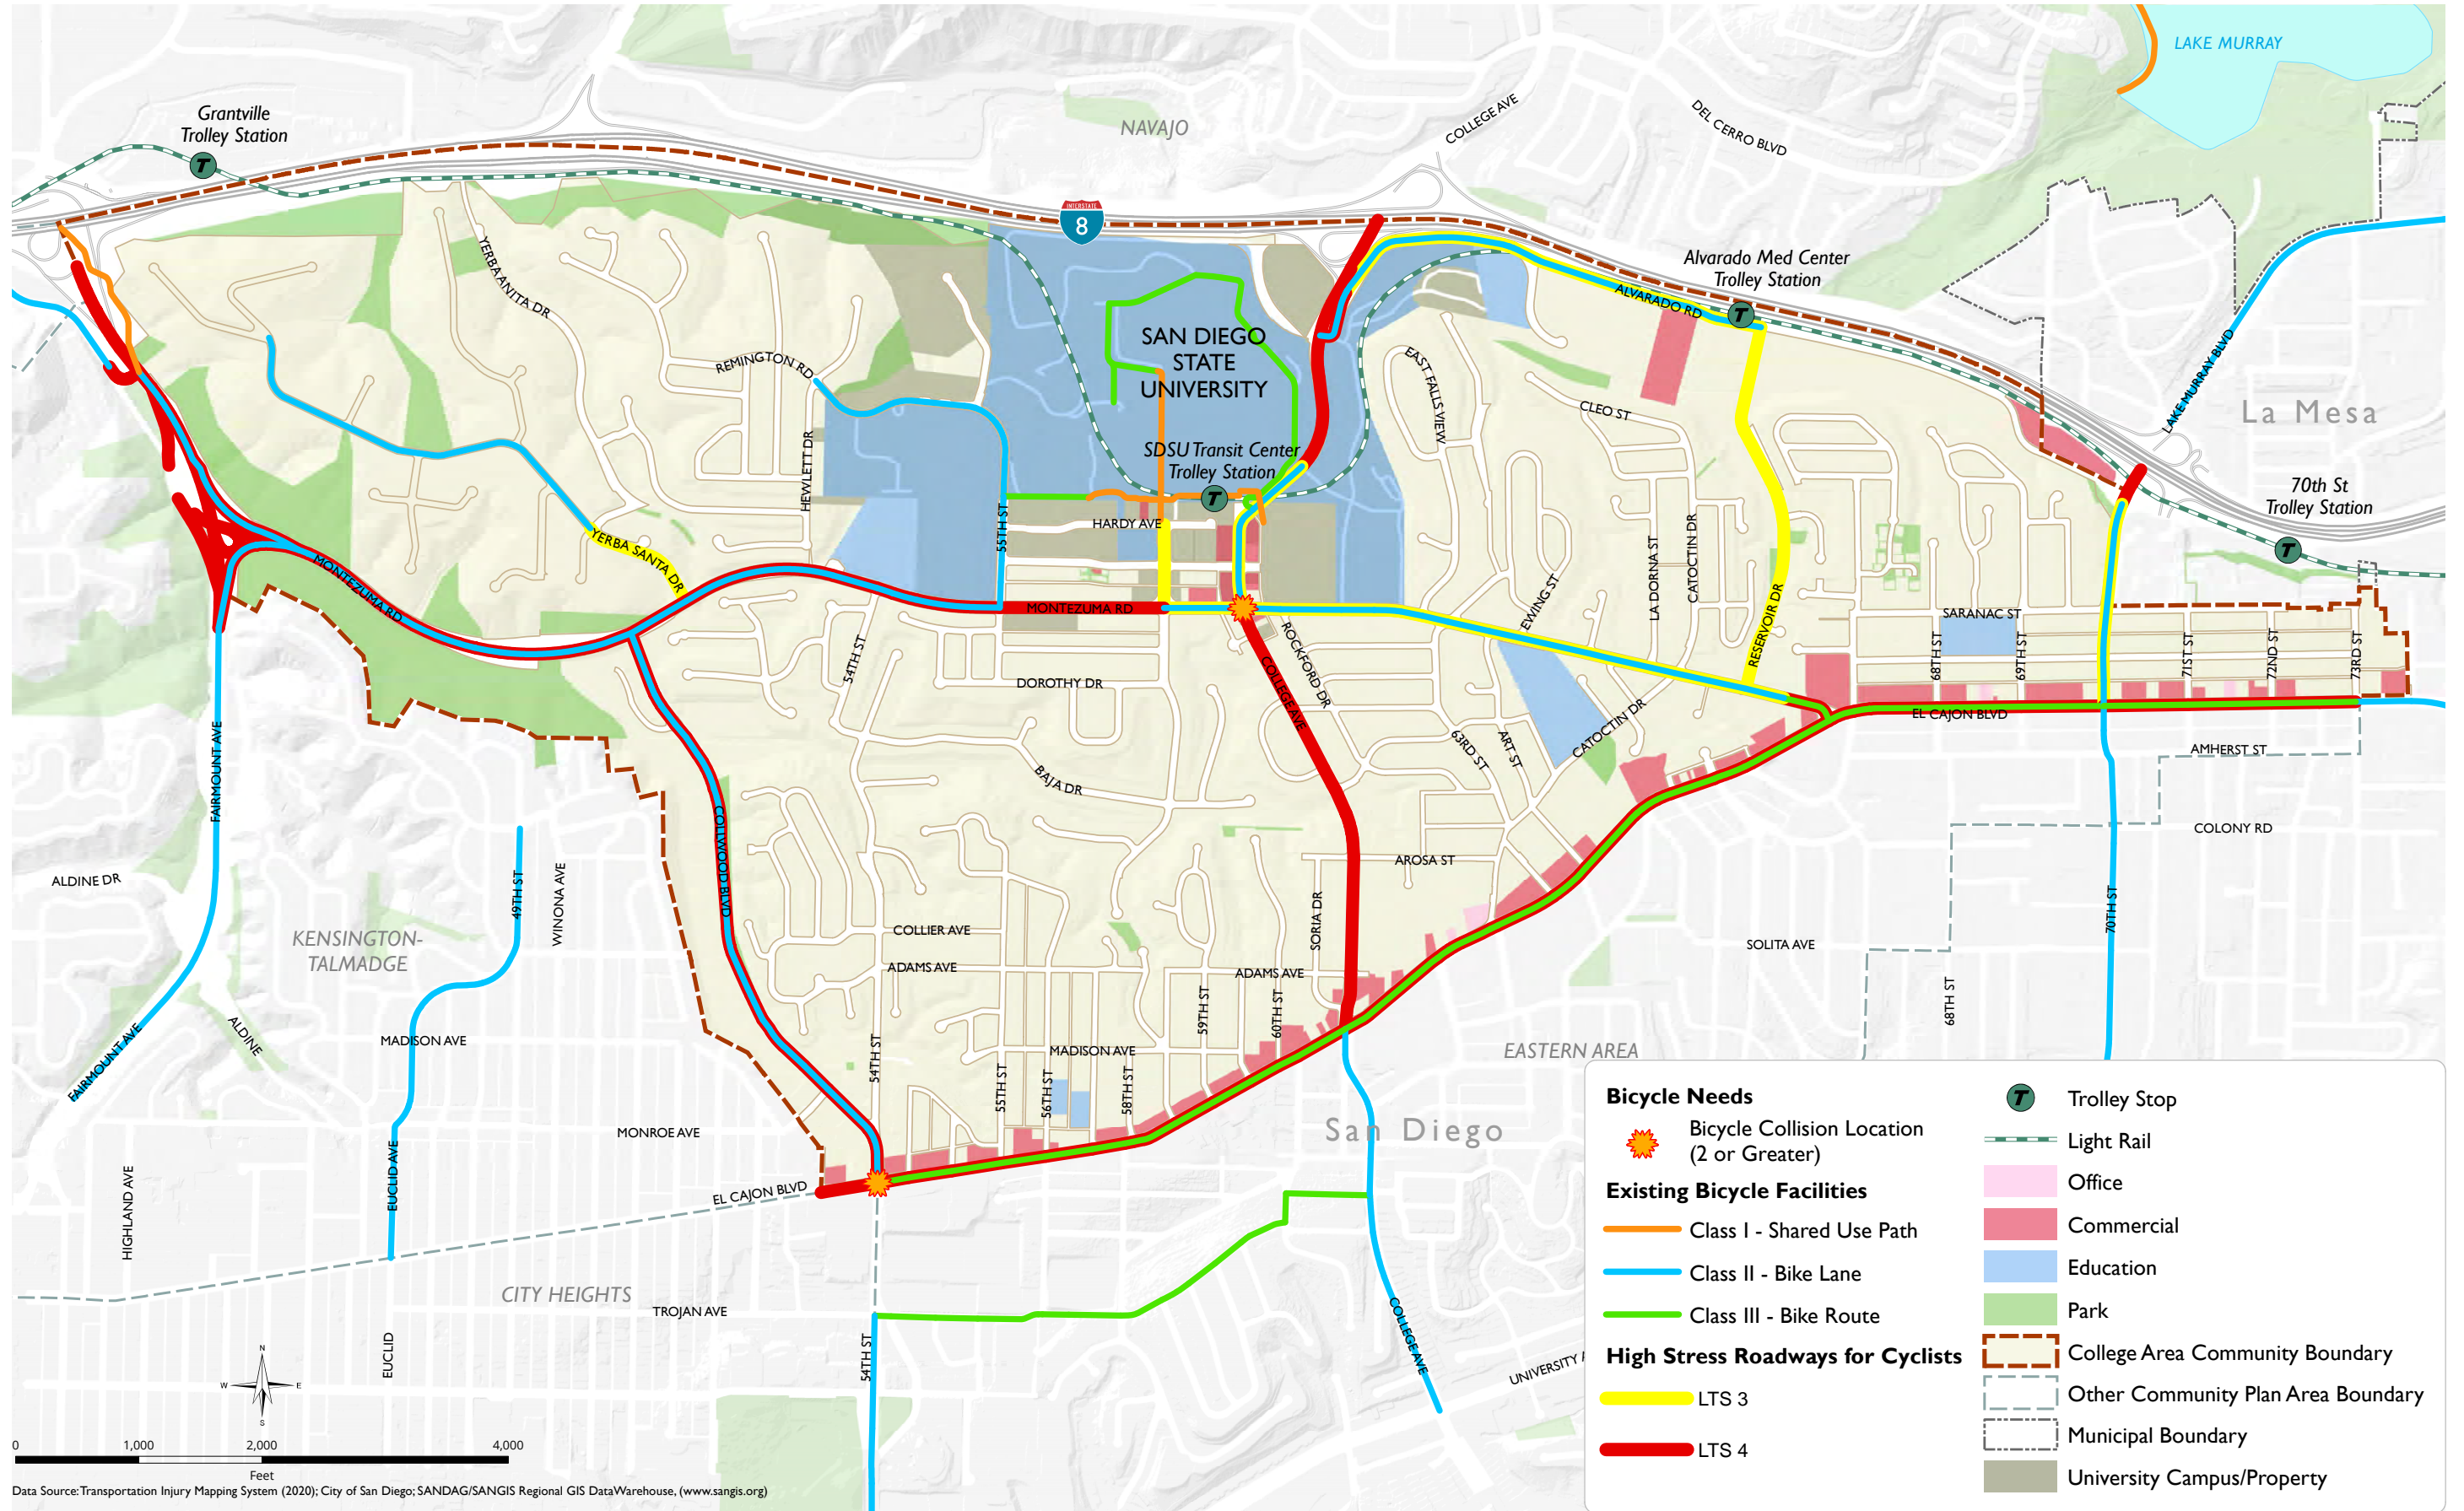 LAKE MURRAY
Grantville
Trolley Station
NAVAJO
COLLEGE AVE
DEL CERRO BLVD
INTERSTATE
8
YERBA ANITA DR
Alvarado Med Center
Trolley Station
ALVARADO RD
T
T
SAN DIEGO
STATE
UNIVERSITY
REMINGTON RD
EAST FALLS VIEW
CLEO ST
LAKE MURRAY BLVD
La Mesa
HEWLETT DR
SDSU Transit Center
Trolley Station
T
70th St
Trolley Station
T
55TH ST
HARDY AVE
YERBA SANTA DR
MONTEZUMA RD
MONTEZUMA RD
EWING ST
LA DORNA ST
CATOCTIN DR
RESERVOIR DR
SARANAC ST
54TH ST
DOROTHY DR
COLLEGE AVE
ROCKFORD DR
68TH ST
69TH ST
71ST ST
72ND ST
73RD ST
EL CAJON BLVD
FAIRMOUNT AVE
BAJA DR
63RD ST
ART ST
CATOCTIN DR
AMHERST ST
COLLWOOD BLVD
COLONY RD
ALDINE DR
49TH ST
WINONA AVE
AROSA ST
KENSINGTON-
TALMADGE
COLLIER AVE
SORIA DR
70TH ST
SOLITA AVE
ADAMS AVE
ADAMS AVE
59TH ST
60TH ST
68TH ST
FAIRMOUNT AVE
ALDINE
MADISON AVE
54TH ST
MADISON AVE
EASTERN AREA
55TH ST
56TH ST
58TH ST
MONROE AVE
San Diego
HIGHLAND AVE
EUCLID AVE
EL CAJON BLVD
CITY HEIGHTS
TROJAN AVE
EUCLID
54TH ST
COLLEGE AVE
UNIVERSITY
N
W
E
S
0
1,000
2,000
4,000
Feet
Data Source: Transportation Injury Mapping System (2020); City of San Diego; SANDAG/SANGIS Regional GIS DataWarehouse, (www.sangis.org)
Bicycle Needs
Bicycle Collision Location
(2 or Greater)
Existing Bicycle Facilities
Class I - Shared Use Path
Class II - Bike Lane
Class III - Bike Route
High Stress Roadways for Cyclists
LTS 3
LTS 4
T
Trolley Stop
Light Rail
Office
Commercial
Education
Park
College Area Community Boundary
Other Community Plan Area Boundary
Municipal Boundary
University Campus/Property